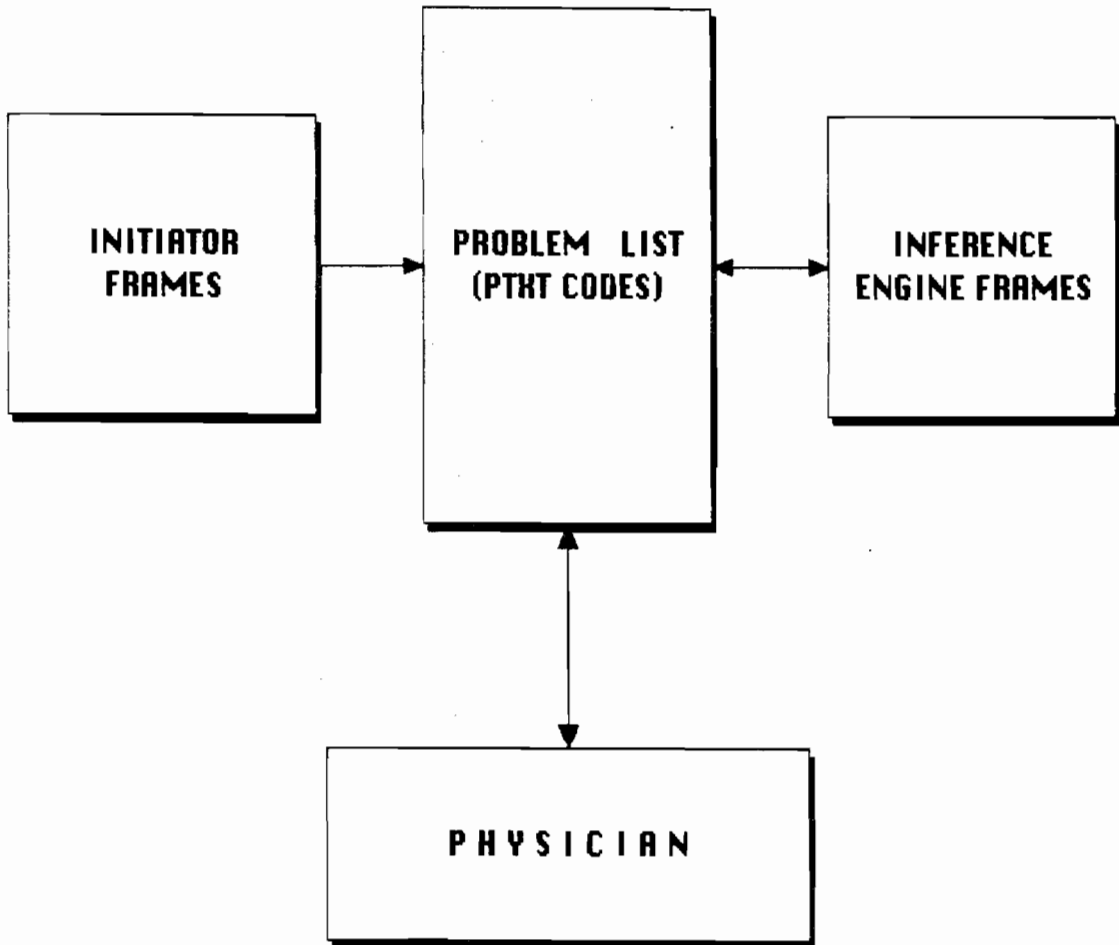 INITIATOR
FRAMES
PROBLEM LIST
(PTXT CODES)
INFERENCE
ENGINE FRAMES
PHYSICIAN